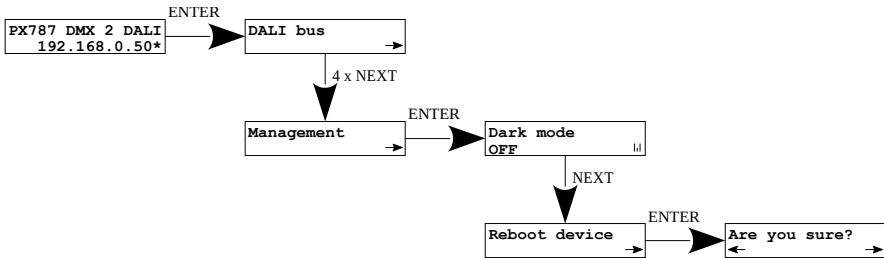 ENTER
PX787 DMX 2 DALI
192.168.0.50*
DALI bus
4 x NEXT
ENTER
Management
Dark mode
OFF
NEXT
ENTER
Reboot device
Are you sure?